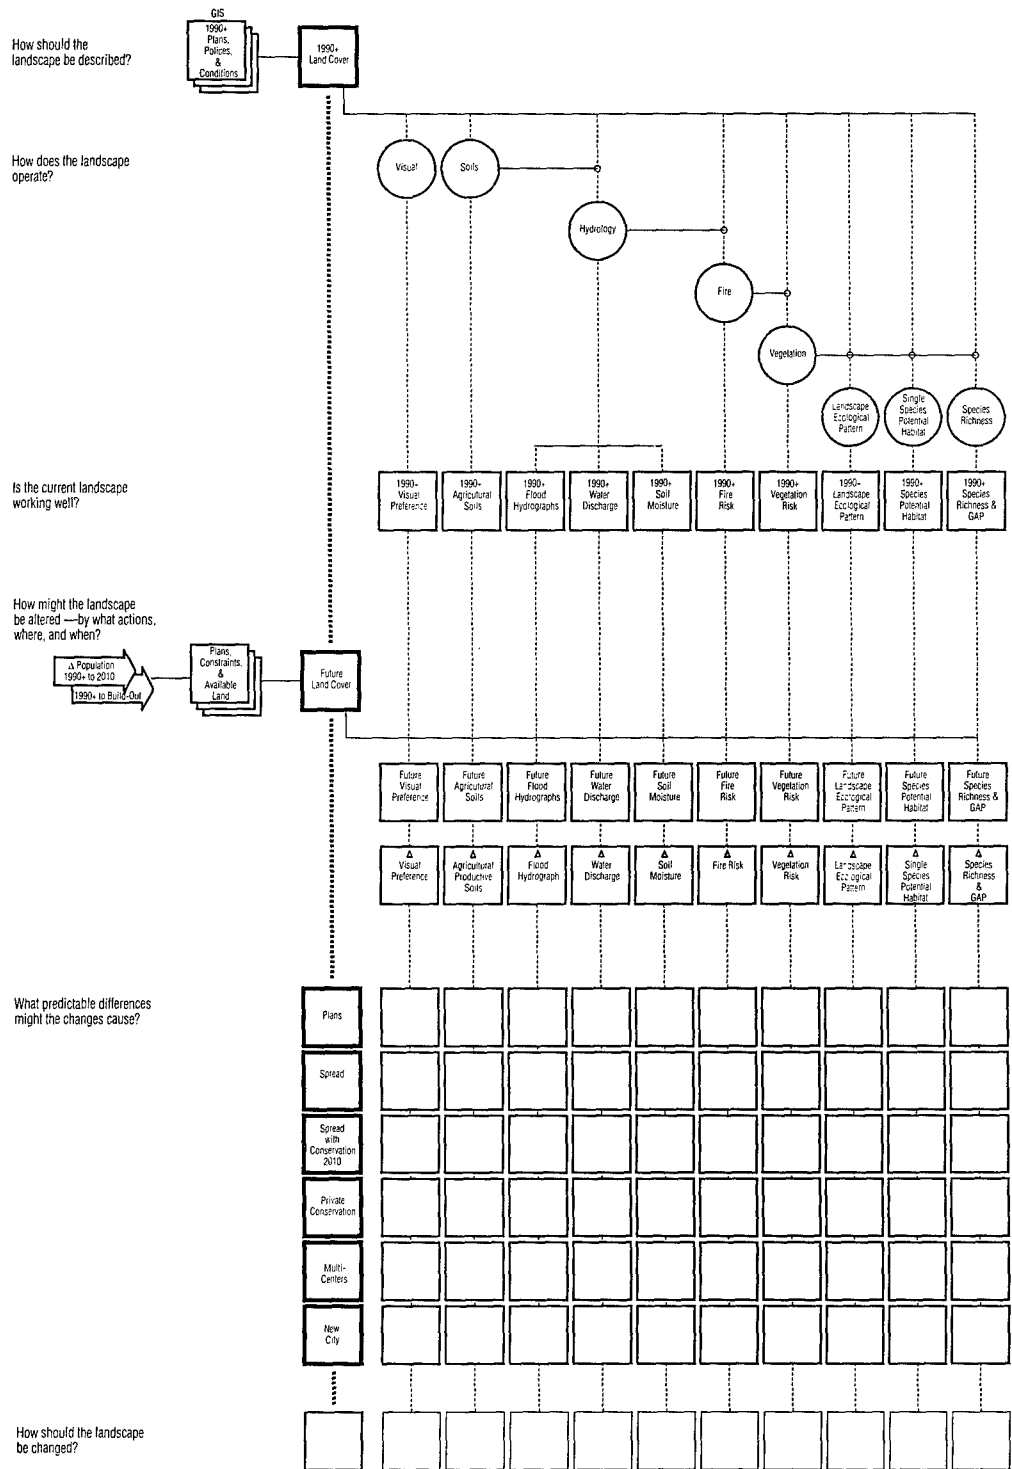 How should the
landscape be described?
GIS
1990+
Plans,
Polices,
&
Conditions
1990+
Land Cover
How does the landscape
operate?
Visual
Soils
Hydrology
Fire
Vegetation
Landscape
Ecological
Pattern
Single
Species
Potential
Habitat
Species
Richness
Is the current landscape
working well?
1990+
Visual
Preference
1990+
Agricultural
Soils
1990+
Flood
Hydrographs
1990+
Water
Discharge
1990+
Soil
Moisture
1990+
Fire
Risk
1990+
Vegetation
Risk
1990+
Landscape
Ecological
Pattern
1990+
Species
Potential
Habitat
1990+
Species
Richness &
GAP
How might the landscape
be altered —by what actions,
where, and when?
Δ Population
1990+ to 2010
1990+ to Build-Out
Plans,
Constraints,
&
Available
Land
Future
Land Cover
Future
Visual
Preference
Future
Agricultural
Soils
Future
Flood
Hydrographs
Future
Water
Discharge
Future
Soil
Moisture
Future
Fire
Risk
Future
Vegetation
Risk
Future
Landscape
Ecological
Pattern
Future
Species
Potential
Habitat
Future
Species
Richness &
GAP
Δ
Visual
Preference
Δ
Agricultural
Productive
Soils
Δ
Flood
Hydrograph
Δ
Water
Discharge
Δ
Soil
Moisture
Δ
Fire Risk
Δ
Vegetation
Risk
Δ
Landscape
Ecological
Pattern
Δ
Single
Species
Potential
Habitat
Δ
Species
Richness
&
GAP
What predictable differences
might the changes cause?
Plans
Spread
Spread
with
Conservation
2010
Private
Conservation
Multi-
Centers
New
City
How should the landscape
be changed?